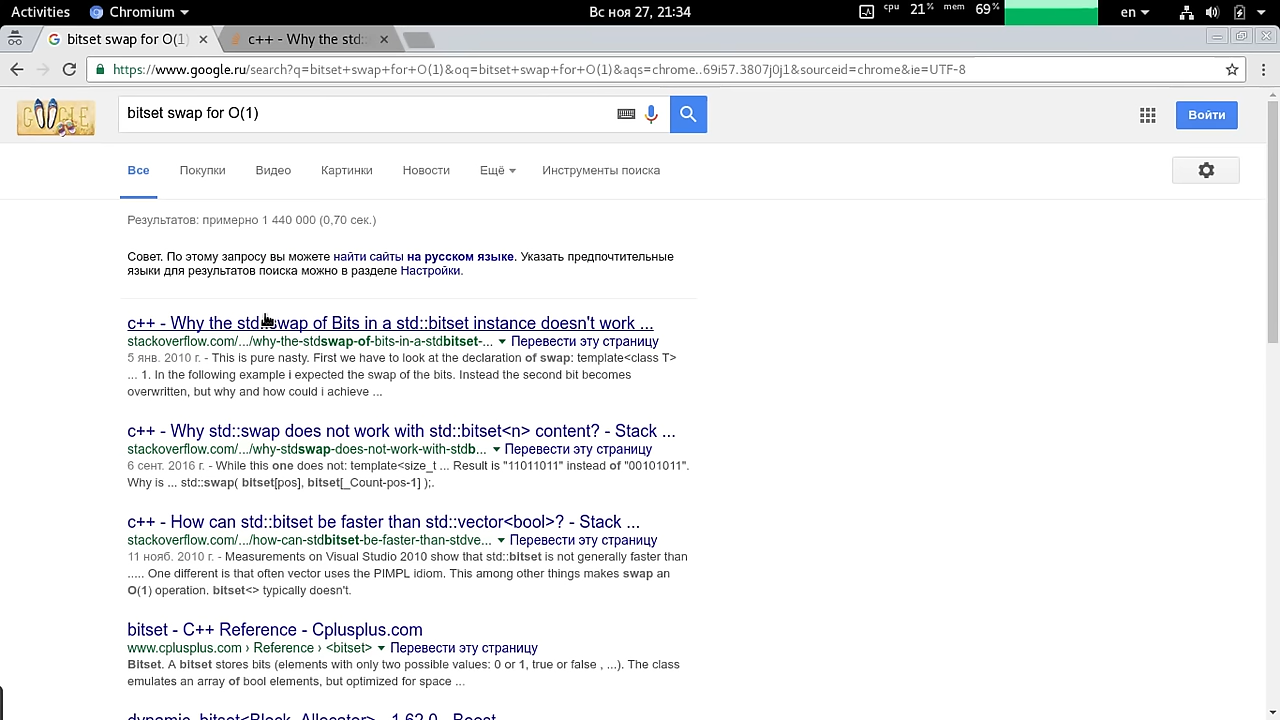 Activities Chromium Вс ноя 27, 21:34 cpu 21% mem 69% en
bitset swap for O(1) c++ - Why the std:
https://www.google.ru/search?q=bitset+swap+for+O(1)&oq=bitset+swap+for+O(1)&aqs=chrome..69i57.3807j0j1&sourceid=chrome&ie=UTF-8
bitset swap for O(1) Войти
Все Покупки Видео Картинки Новости Ещё Инструменты поиска
Результатов: примерно 1 440 000 (0,70 сек.)
Совет. По этому запросу вы можете найти сайты на русском языке. Указать предпочтительные
языки для результатов поиска можно в разделе Настройки.
c++ - Why the std::swap of Bits in a std::bitset instance doesn't work ...
stackoverflow.com/.../why-the-stdswap-of-bits-in-a-stdbitset-... Перевести эту страницу
5 янв. 2010 г. - This is pure nasty. First we have to look at the declaration of swap: template<class T>
... 1. In the following example i expected the swap of the bits. Instead the second bit becomes
overwritten, but why and how could i achieve ...
c++ - Why std::swap does not work with std::bitset<n> content? - Stack ...
stackoverflow.com/.../why-stdswap-does-not-work-with-stdb... Перевести эту страницу
6 сент. 2016 г. - While this one does not: template<size_t ... Result is "11011011" instead of "00101011".
Why is ... std::swap( bitset[pos], bitset[_Count-pos-1] );.
c++ - How can std::bitset be faster than std::vector<bool>? - Stack ...
stackoverflow.com/.../how-can-stdbitset-be-faster-than-stdve... Перевести эту страницу
11 нояб. 2010 г. - Measurements on Visual Studio 2010 show that std::bitset is not generally faster than
..... One different is that often vector uses the PIMPL idiom. This among other things makes swap an
O(1) operation. bitset<> typically doesn't.
bitset - C++ Reference - Cplusplus.com
www.cplusplus.com › Reference › <bitset> Перевести эту страницу
Bitset. A bitset stores bits (elements with only two possible values: 0 or 1, true or false , ...). The class
emulates an array of bool elements, but optimized for space ...
dynamic_bitset<Block, Allocator> - 1.62.0 - Boost